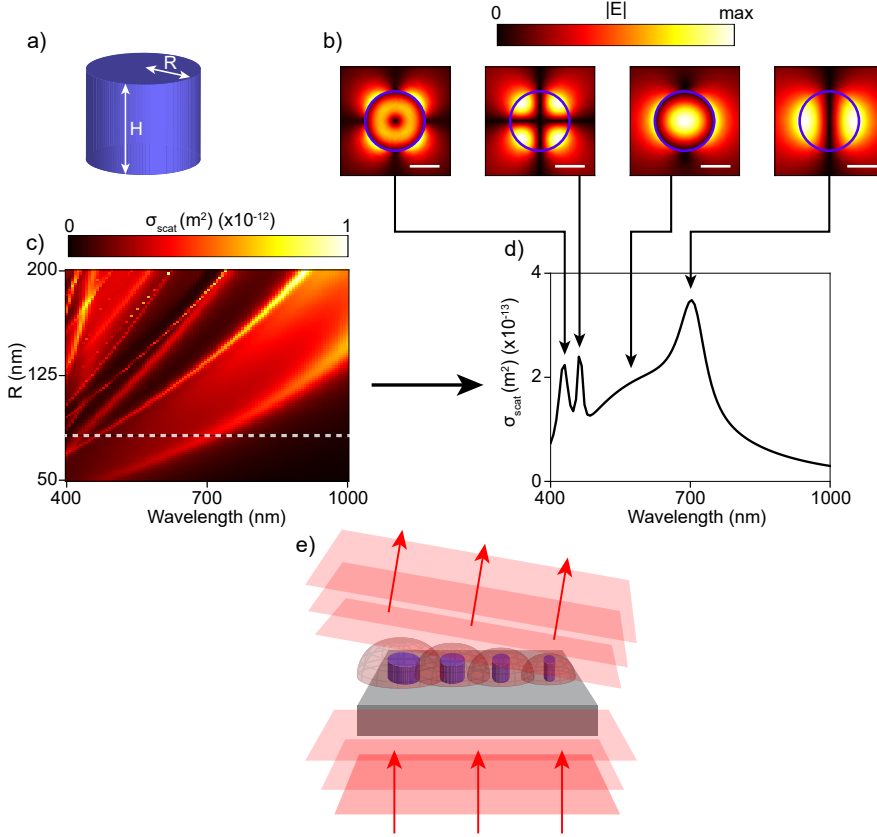 a)
R
H
b)
0
|E|
max
c)
0
σscat (m²) (x10⁻¹²)
1
R (nm)
200
125
50
400
700
1000
Wavelength (nm)
d)
σscat (m²) (x10⁻¹³)
4
2
0
400
700
1000
Wavelength (nm)
e)